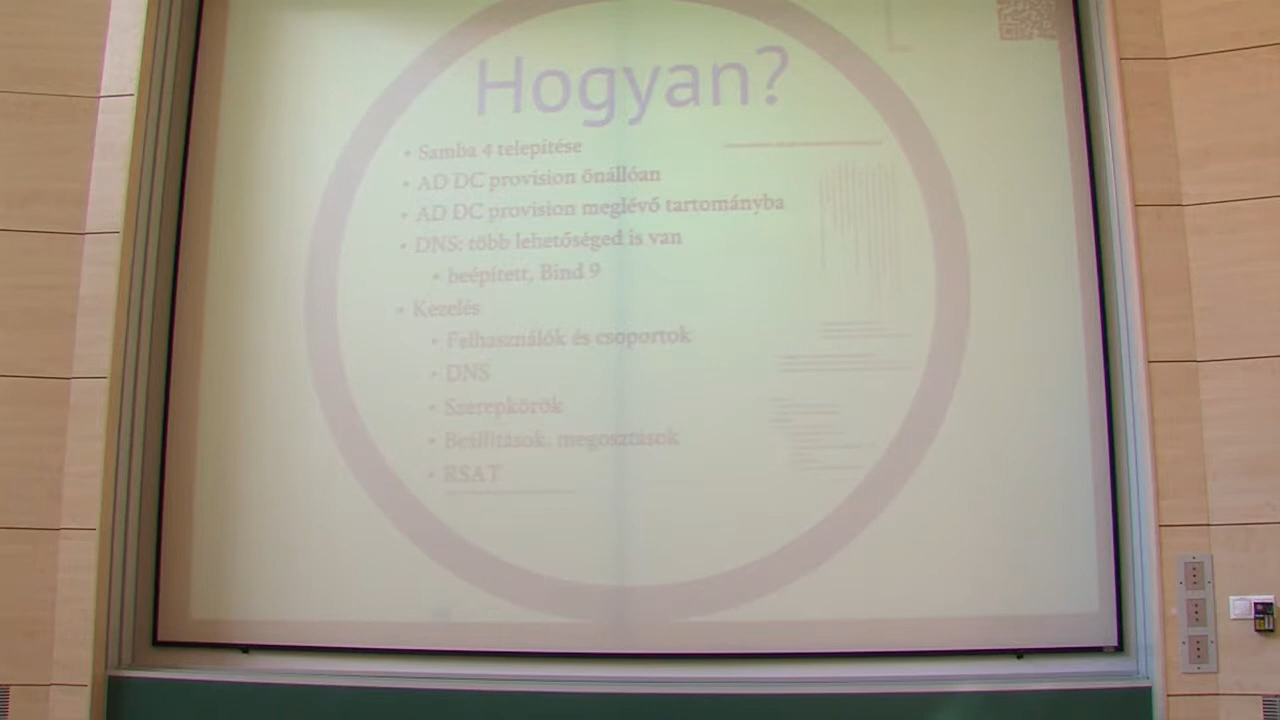 Hogyan?
• Samba 4 telepítése
• AD DC provision önállóan
• AD DC provision meglévő tartományba
• DNS: több lehetőséged is van
• beépített, Bind 9
• Kezelés
• Felhasználók és csoportok
• DNS
• Szerepkörök
• Beállítások, megosztások
• RSAT